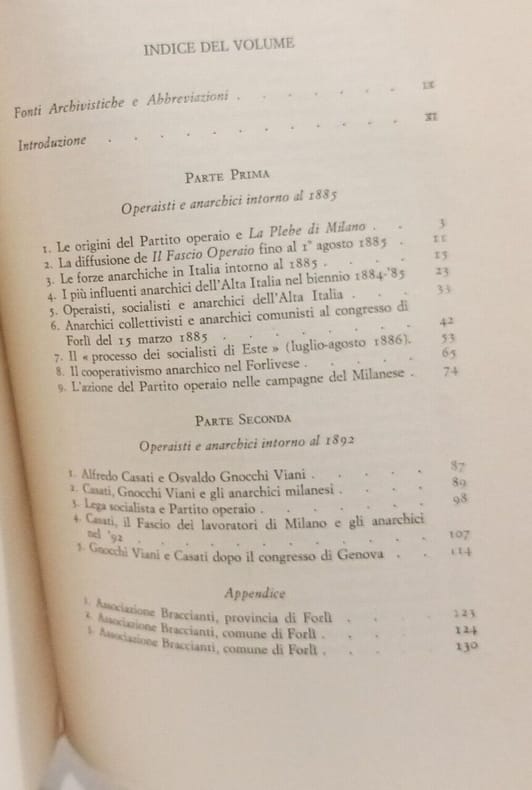 INDICE DEL VOLUME
Fonti Archivistiche e Abbreviazioni . . . . . . IX
Introduzione . . . . . . . . . . . XI
PARTE PRIMA
Operaisti e anarchici intorno al 1885
1. Le origini del Partito operaio e La Plebe di Milano . . 3
2. La diffusione de Il Fascio Operaio fino al 1° agosto 1885 . 11
3. Le forze anarchiche in Italia intorno al 1885 . . . . 15
4. I più influenti anarchici dell'Alta Italia nel biennio 1884-'85 23
5. Operaisti, socialisti e anarchici dell'Alta Italia . . . 33
6. Anarchici collettivisti e anarchici comunisti al congresso di
Forlì del 15 marzo 1885 . . . . . . . . 42
7. Il « processo dei socialisti di Este » (luglio-agosto 1886). 53
8. Il cooperativismo anarchico nel Forlivese . . . . . 65
9. L'azione del Partito operaio nelle campagne del Milanese . 74
PARTE SECONDA
Operaisti e anarchici intorno al 1892
1. Alfredo Casati e Osvaldo Gnocchi Viani . . . . . 87
2. Casati, Gnocchi Viani e gli anarchici milanesi . . . . 89
3. Lega socialista e Partito operaio . . . . . . . 98
4. Casati, il Fascio dei lavoratori di Milano e gli anarchici
nel '92 . . . . . . . . . . . 107
5. Gnocchi Viani e Casati dopo il congresso di Genova . . 114
Appendice
1. Associazione Braccianti, provincia di Forlì . . . . 123
2. Associazione Braccianti, comune di Forlì . . . . 124
3. Associazione Braccianti, comune di Forlì . . . . 130